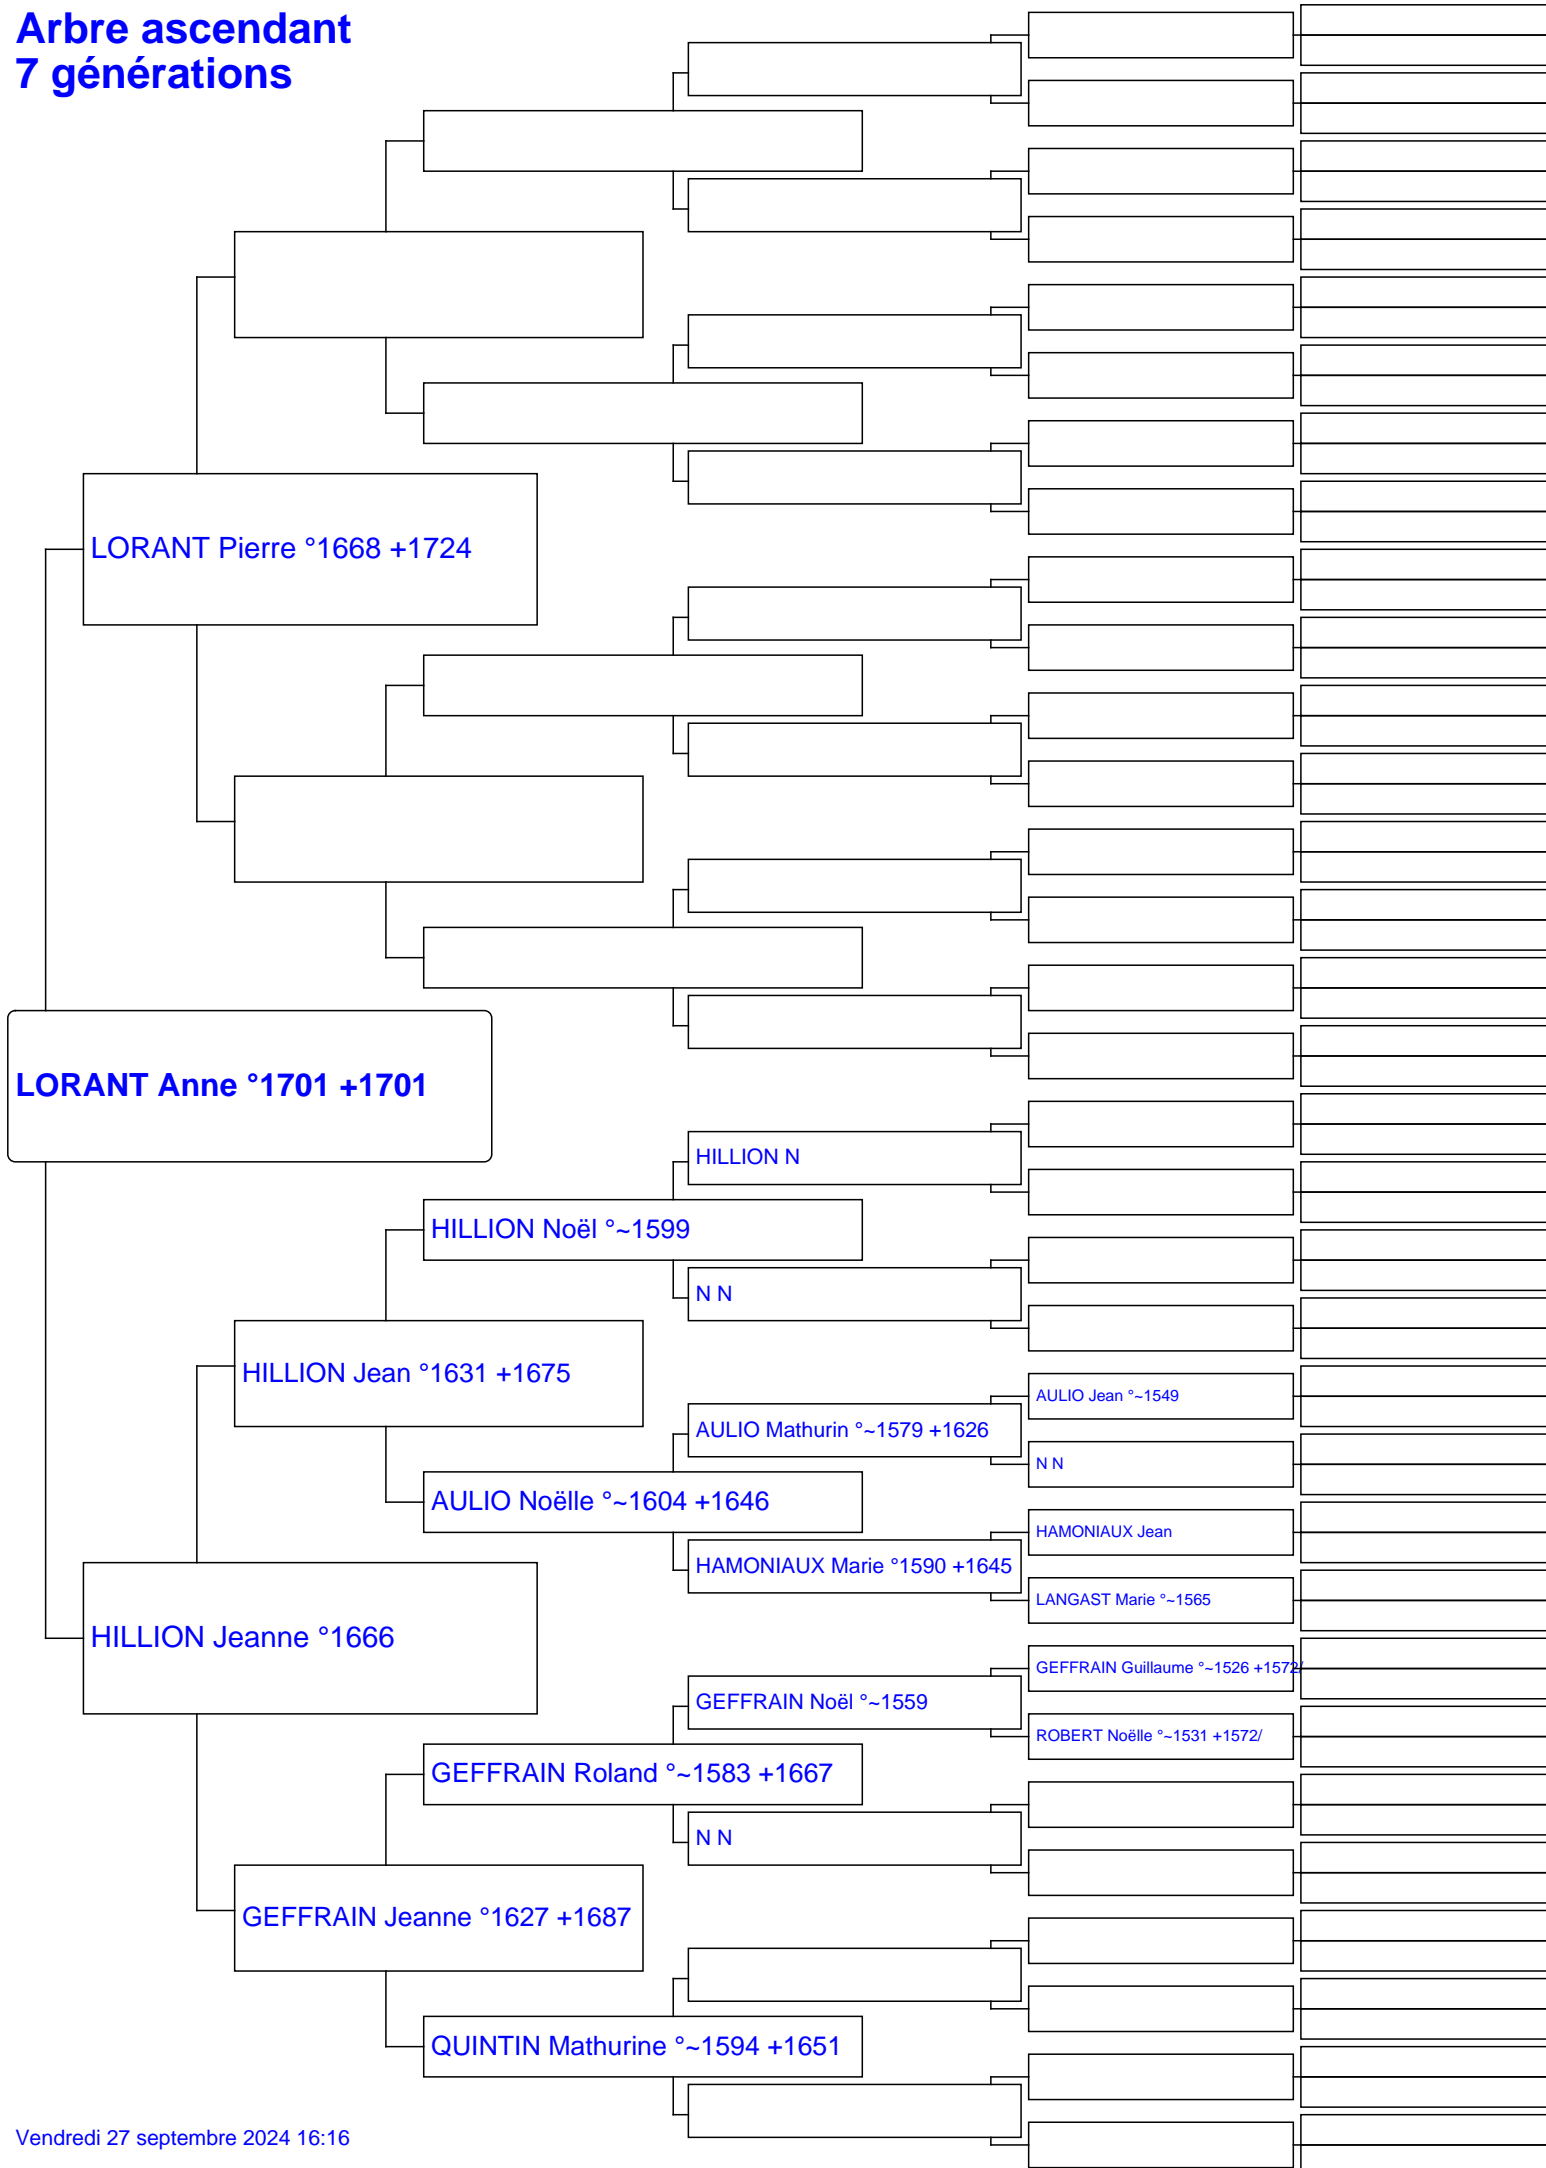 Arbre ascendant
7 générations
LORANT Pierre °1668 +1724
LORANT Anne °1701 +1701
HILLION N
HILLION Noël °~1599
N N
HILLION Jean °1631 +1675
AULIO Jean °~1549
AULIO Mathurin °~1579 +1626
N N
AULIO Noëlle °~1604 +1646
HAMONIAUX Jean
HAMONIAUX Marie °1590 +1645
LANGAST Marie °~1565
HILLION Jeanne °1666
GEFFRAIN Guillaume °~1526 +1572/
GEFFRAIN Noël °~1559
ROBERT Noëlle °~1531 +1572/
GEFFRAIN Roland °~1583 +1667
N N
GEFFRAIN Jeanne °1627 +1687
QUINTIN Mathurine °~1594 +1651
Vendredi 27 septembre 2024 16:16